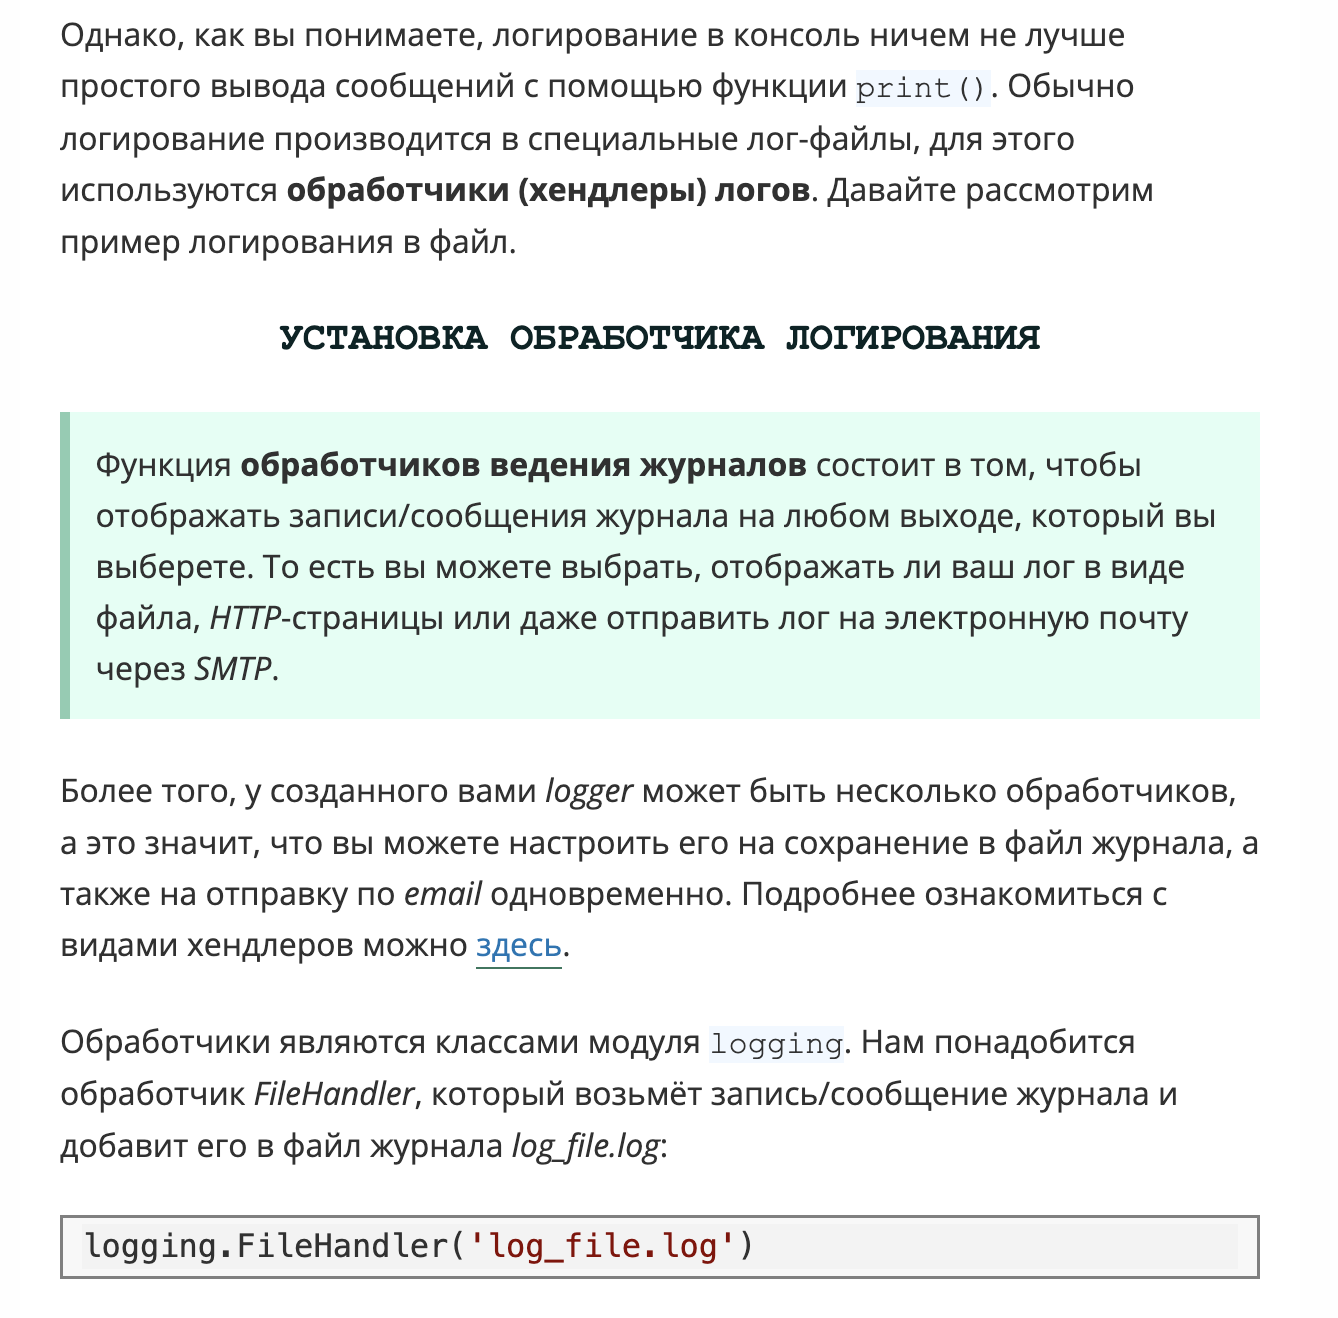 Однако, как вы понимаете, логирование в консоль ничем не лучше
простого вывода сообщений с помощью функции print(). Обычно
логирование производится в специальные лог-файлы, для этого
используются обработчики (хендлеры) логов. Давайте рассмотрим
пример логирования в файл.
УСТАНОВКА ОБРАБОТЧИКА ЛОГИРОВАНИЯ
Функция обработчиков ведения журналов состоит в том, чтобы
отображать записи/сообщения журнала на любом выходе, который вы
выберете. То есть вы можете выбрать, отображать ли ваш лог в виде
файла, HTTP-страницы или даже отправить лог на электронную почту
через SMTP.
Более того, у созданного вами logger может быть несколько обработчиков,
а это значит, что вы можете настроить его на сохранение в файл журнала, а
также на отправку по email одновременно. Подробнее ознакомиться с
видами хендлеров можно здесь.
Обработчики являются классами модуля logging. Нам понадобится
обработчик FileHandler, который возьмёт запись/сообщение журнала и
добавит его в файл журнала log_file.log:
logging.FileHandler('log_file.log')